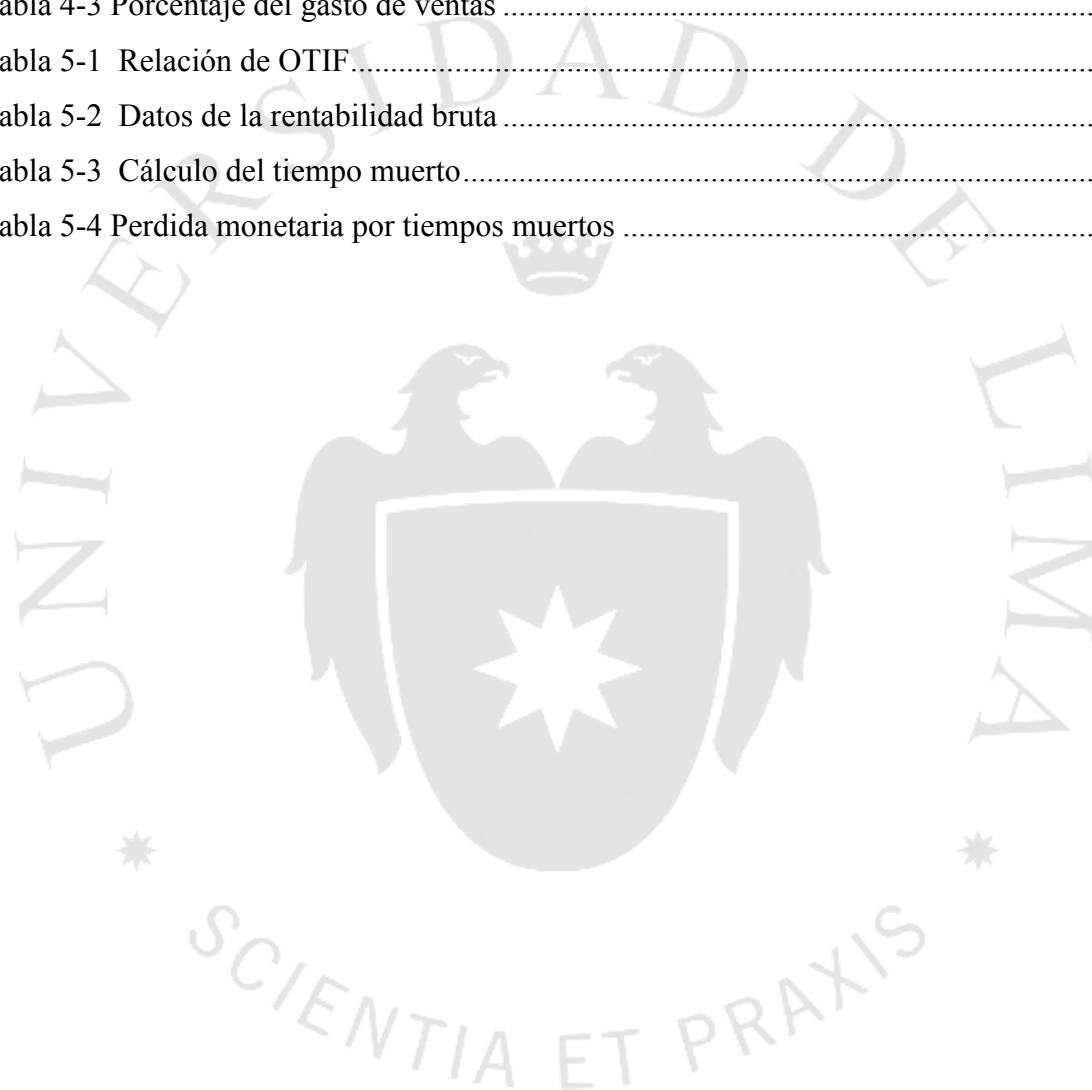 abla 4-3 Porcentaje del gasto de ventas ..........................................................................
abla 5-1  Relación de OTIF.............................................................................................
abla 5-2  Datos de la rentabilidad bruta ..........................................................................
abla 5-3  Cálculo del tiempo muerto...............................................................................
abla 5-4 Perdida monetaria por tiempos muertos ...........................................................
UNIVERSIDAD DE LIMA
SCIENTIA ET PRAXIS